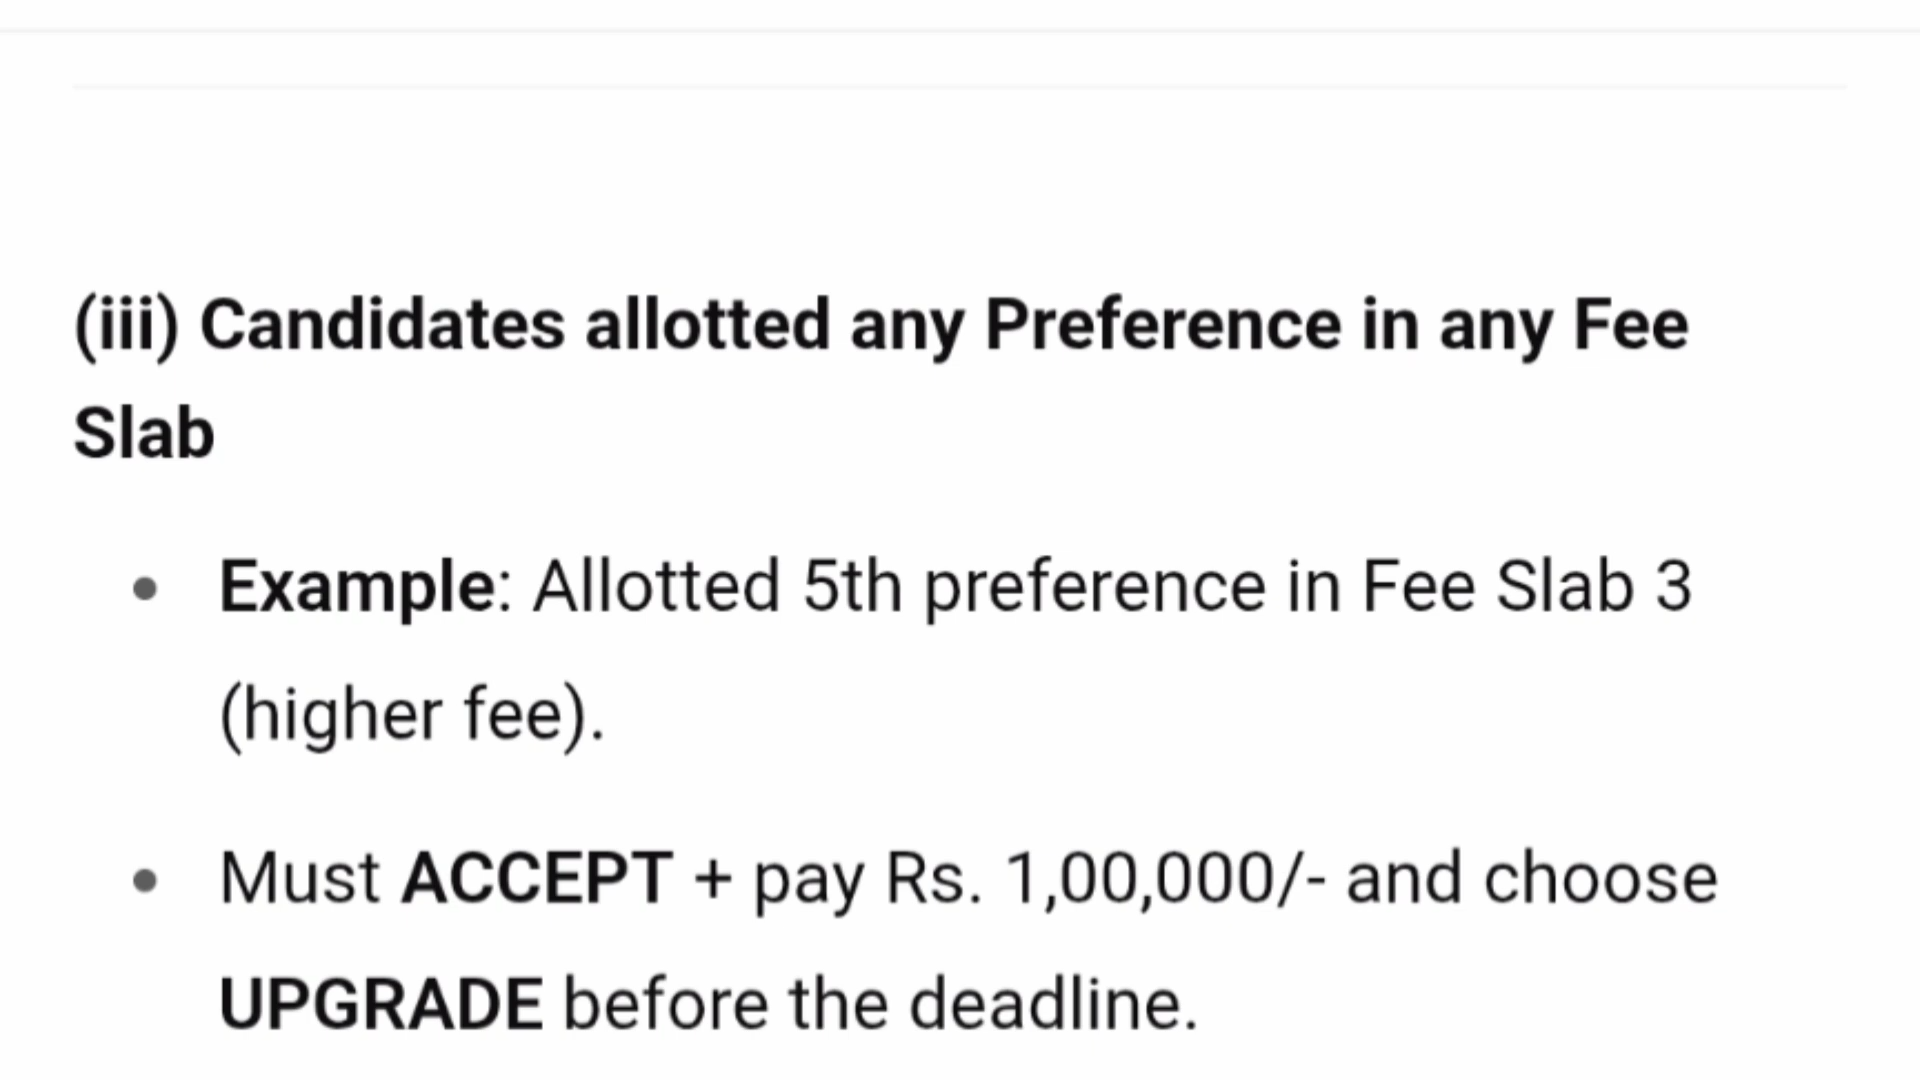 (iii) Candidates allotted any Preference in any Fee
Slab
Example: Allotted 5th preference in Fee Slab 3
(higher fee).
Must ACCEPT + pay Rs. 1,00,000/- and choose
UPGRADE before the deadline.